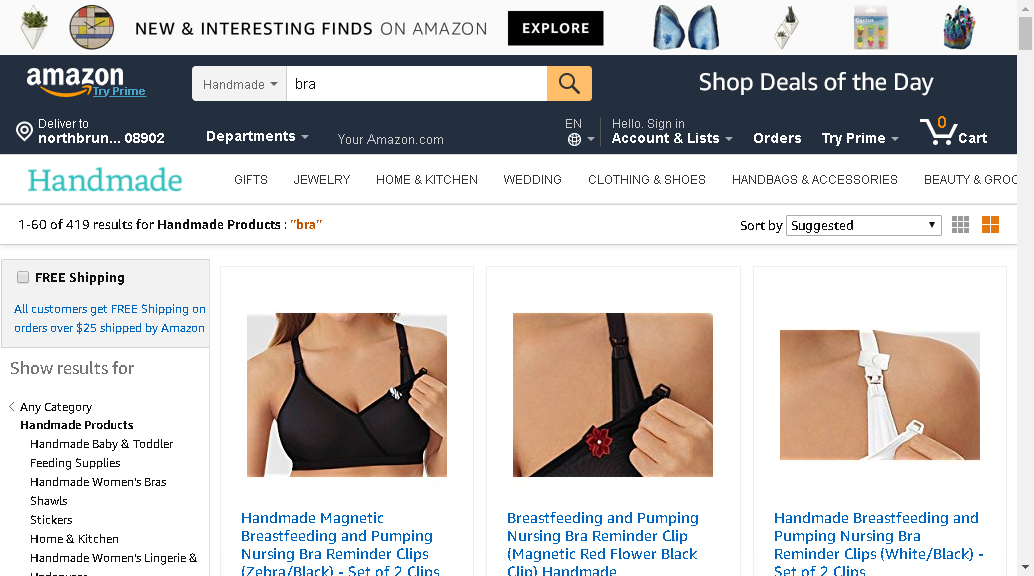 NEW & INTERESTING FINDS ON AMAZON
EXPLORE
Cactus
amazon
Try Prime
Handmade
bra
Shop Deals of the Day
Deliver to
northbrun... 08902
Departments
Your Amazon.com
EN
Hello. Sign in
Account & Lists
Orders
Try Prime
0
Cart
Handmade
GIFTS
JEWELRY
HOME & KITCHEN
WEDDING
CLOTHING & SHOES
HANDBAGS & ACCESSORIES
BEAUTY & GROO
1-60 of 419 results for Handmade Products : "bra"
Sort by
Suggested
FREE Shipping
All customers get FREE Shipping on
orders over $25 shipped by Amazon
Show results for
Any Category
Handmade Products
Handmade Baby & Toddler
Feeding Supplies
Handmade Women's Bras
Shawls
Stickers
Home & Kitchen
Handmade Women's Lingerie &
Handmade Magnetic
Breastfeeding and Pumping
Nursing Bra Reminder Clips
(Zebra/Black) - Set of 2 Clips
Breastfeeding and Pumping
Nursing Bra Reminder Clip
(Magnetic Red Flower Black
Clip) Handmade
Handmade Breastfeeding and
Pumping Nursing Bra
Reminder Clips (White/Black) -
Set of 2 Clips